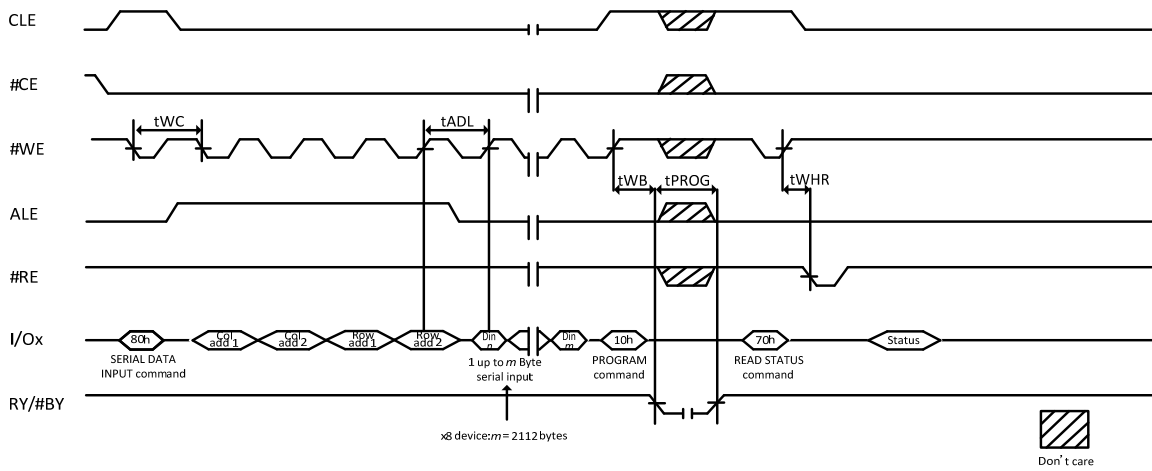 CLE
#CE
tWC
tADL
#WE
tWB
tPROG
tWHR
ALE
#RE
I/Ox
80h
Col
add 1
Col
add 2
Row
add 1
Row
add 2
Din
n
Din
m
10h
70h
Status
SERIAL DATA
INPUT command
1 up to m Byte
serial input
PROGRAM
command
READ STATUS
command
RY/#BY
x8 device:m = 2112 bytes
Don't care